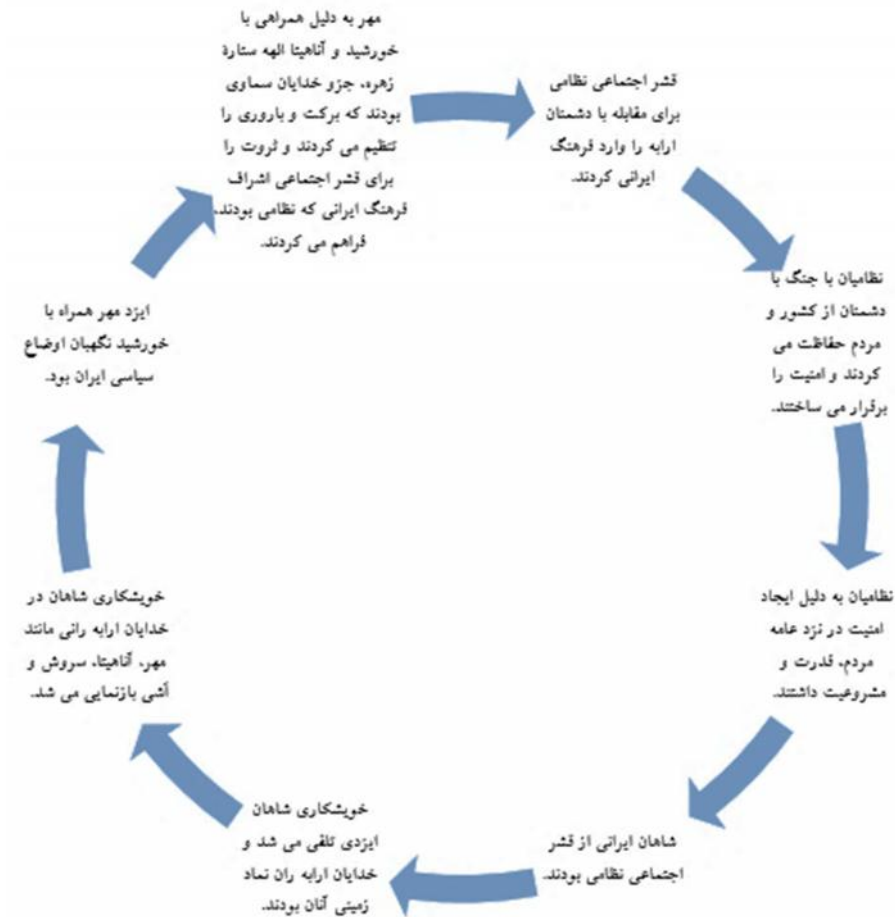 مهر به دلیل همراهی با
خورشید و آناهیتا الهه ستارۀ
زهره، جزو خدایان سماوی
بودند که برکت و باروری را
تنظیم می کردند و ثروت را
برای قشر اجتماعی اشراف
فرهنگ ایرانی که نظامی بودند،
فراهم می کردند.
قشر اجتماعی نظامی
برای مقابله با دشمنان
ارابه را وارد فرهنگ
ایرانی کردند.
نظامیان با جنگ با
دشمنان از کشور و
مردم حفاظت می
کردند و امنیت را
برقرار می ساختند.
نظامیان به دلیل ایجاد
امنیت در نزد عامه
مردم، قدرت و
مشروعیت داشتند.
شاهان ایرانی از قشر
اجتماعی نظامی بودند.
خویشکاری شاهان
ایزدی تلقی می شد و
خدایان ارابه ران نماد
زمینی آنان بودند.
خویشکاری شاهان در
خدایان ارابه رانی مانند
مهر، آناهیتا، سروش و
أشی بازنمایی می شد.
ایزد مهر همراه با
خورشید نگهبان اوضاع
سیاسی ایران بود.